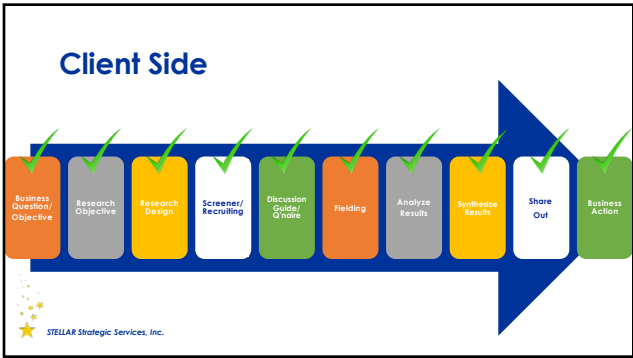 Client Side
Business
Question/
Objective
Research
Objective
Research
Design
Screener/
Recruiting
Discussion
Guide/
Q'naire
Fielding
Analyze
Results
Synthesize
Results
Share
Out
Business
Action
STELLAR Strategic Services, Inc.